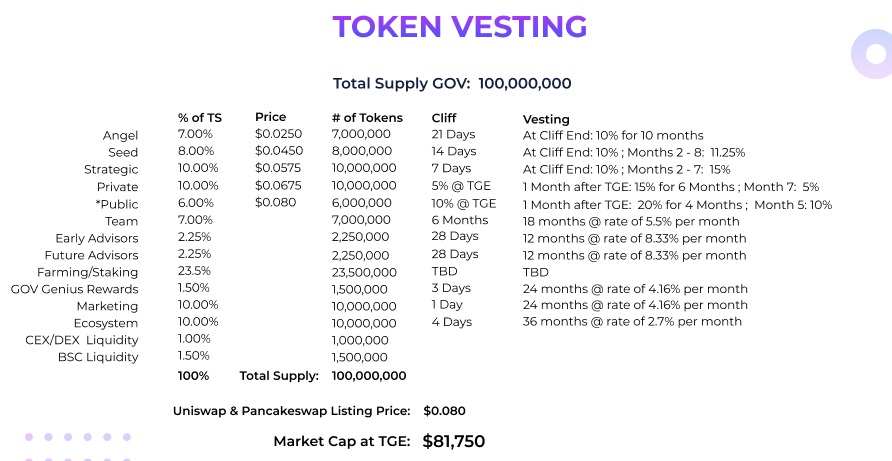 TOKEN VESTING
Total Supply GOV: 100,000,000
% of TS Price # of Tokens Cliff Vesting
Angel 7.00% $0.0250 7,000,000 21 Days At Cliff End: 10% for 10 months
Seed 8.00% $0.0450 8,000,000 14 Days At Cliff End: 10% ; Months 2 - 8: 11.25%
Strategic 10.00% $0.0575 10,000,000 7 Days At Cliff End: 10% ; Months 2 - 7: 15%
Private 10.00% $0.0675 10,000,000 5% @ TGE 1 Month after TGE: 15% for 6 Months ; Month 7: 5%
*Public 6.00% $0.080 6,000,000 10% @ TGE 1 Month after TGE: 20% for 4 Months ; Month 5: 10%
Team 7.00% 7,000,000 6 Months 18 months @ rate of 5.5% per month
Early Advisors 2.25% 2,250,000 28 Days 12 months @ rate of 8.33% per month
Future Advisors 2.25% 2,250,000 28 Days 12 months @ rate of 8.33% per month
Farming/Staking 23.5% 23,500,000 TBD TBD
GOV Genius Rewards 1.50% 1,500,000 3 Days 24 months @ rate of 4.16% per month
Marketing 10.00% 10,000,000 1 Day 24 months @ rate of 4.16% per month
Ecosystem 10.00% 10,000,000 4 Days 36 months @ rate of 2.7% per month
CEX/DEX Liquidity 1.00% 1,000,000
BSC Liquidity 1.50% 1,500,000
100% Total Supply: 100,000,000
Uniswap & Pancakeswap Listing Price: $0.080
Market Cap at TGE: $81,750